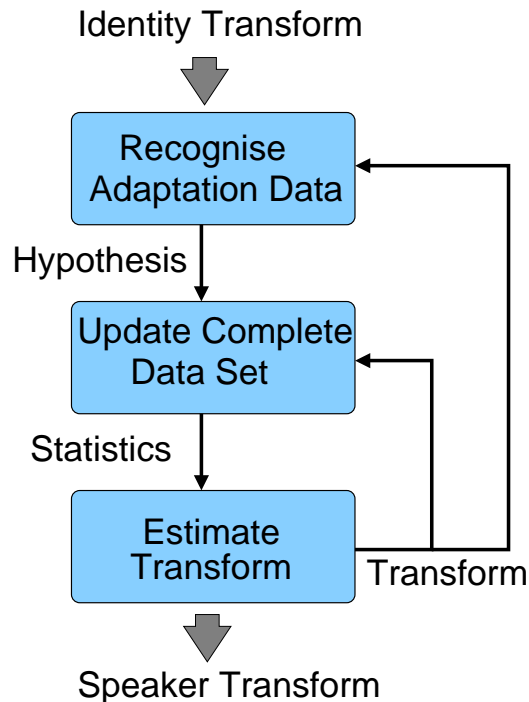 Identity Transform
Recognise
Adaptation Data
Hypothesis
Update Complete
Data Set
Statistics
Estimate
Transform
Transform
Speaker Transform